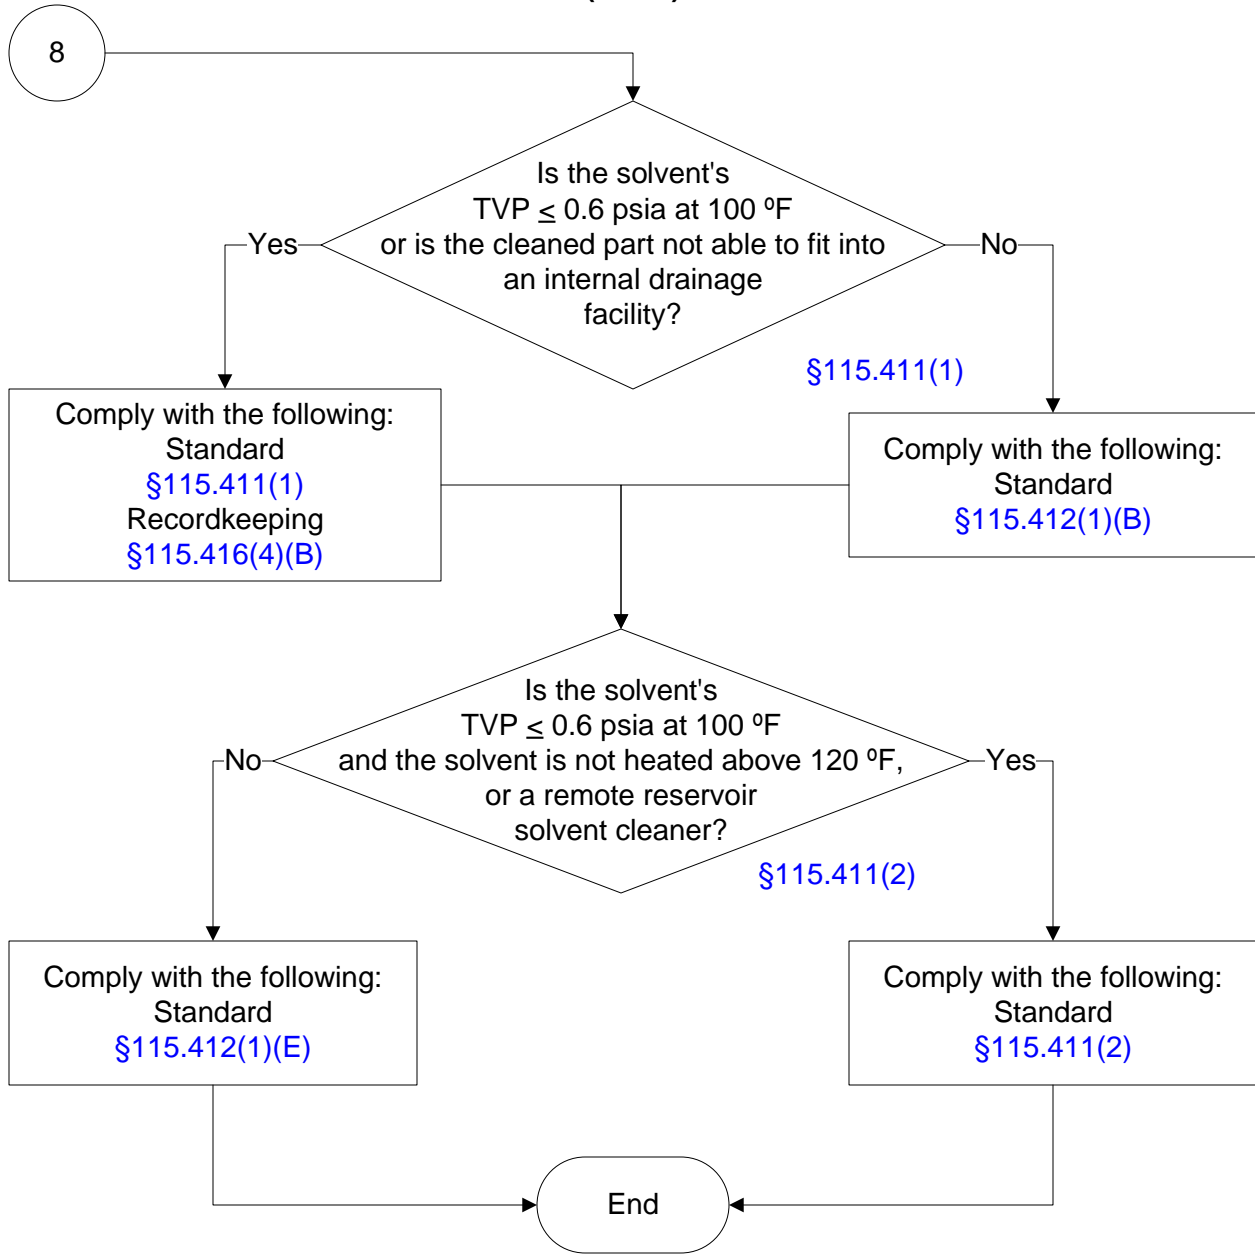 8
Is the solvent's
TVP ≤ 0.6 psia at 100 ºF
or is the cleaned part not able to fit into
an internal drainage
facility?
Yes
No
§115.411(1)
Comply with the following:
Standard
§115.411(1)
Recordkeeping
§115.416(4)(B)
Comply with the following:
Standard
§115.412(1)(B)
Is the solvent's
TVP ≤ 0.6 psia at 100 ºF
and the solvent is not heated above 120 ºF,
or a remote reservoir
solvent cleaner?
No
Yes
§115.411(2)
Comply with the following:
Standard
§115.412(1)(E)
Comply with the following:
Standard
§115.411(2)
End